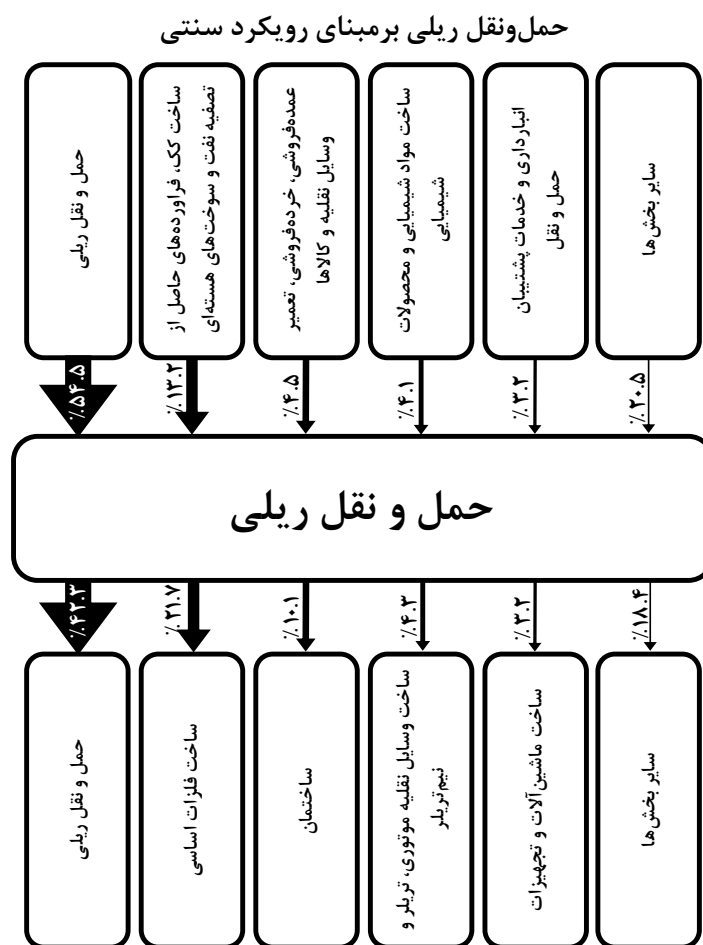 حمل‌ونقل ریلی برمبنای رویکرد سنتی
حمل و نقل ریلی
ساخت کک، فراورده‌های حاصل از
تصفیه نفت و سوخت‌های هسته‌ای
عمده‌فروشی، خرده‌فروشی، تعمیر
وسایل نقلیه و کالاها
ساخت مواد شیمیایی و محصولات
شیمیایی
انبارداری و خدمات پشتیبان
حمل و نقل
سایر بخش‌ها
٪۵۴.۵
٪۱۳.۲
٪۴.۵
٪۴.۱
٪۳.۲
٪۲۰.۵
حمل و نقل ریلی
٪۴۲.۳
٪۲۱.۷
٪۱۰.۱
٪۴.۳
٪۳.۲
٪۱۸.۴
حمل و نقل ریلی
ساخت فلزات اساسی
ساختمان
ساخت وسایل نقلیه موتوری، تریلر و
نیم‌تریلر
ساخت ماشین‌آلات و تجهیزات
سایر بخش‌ها